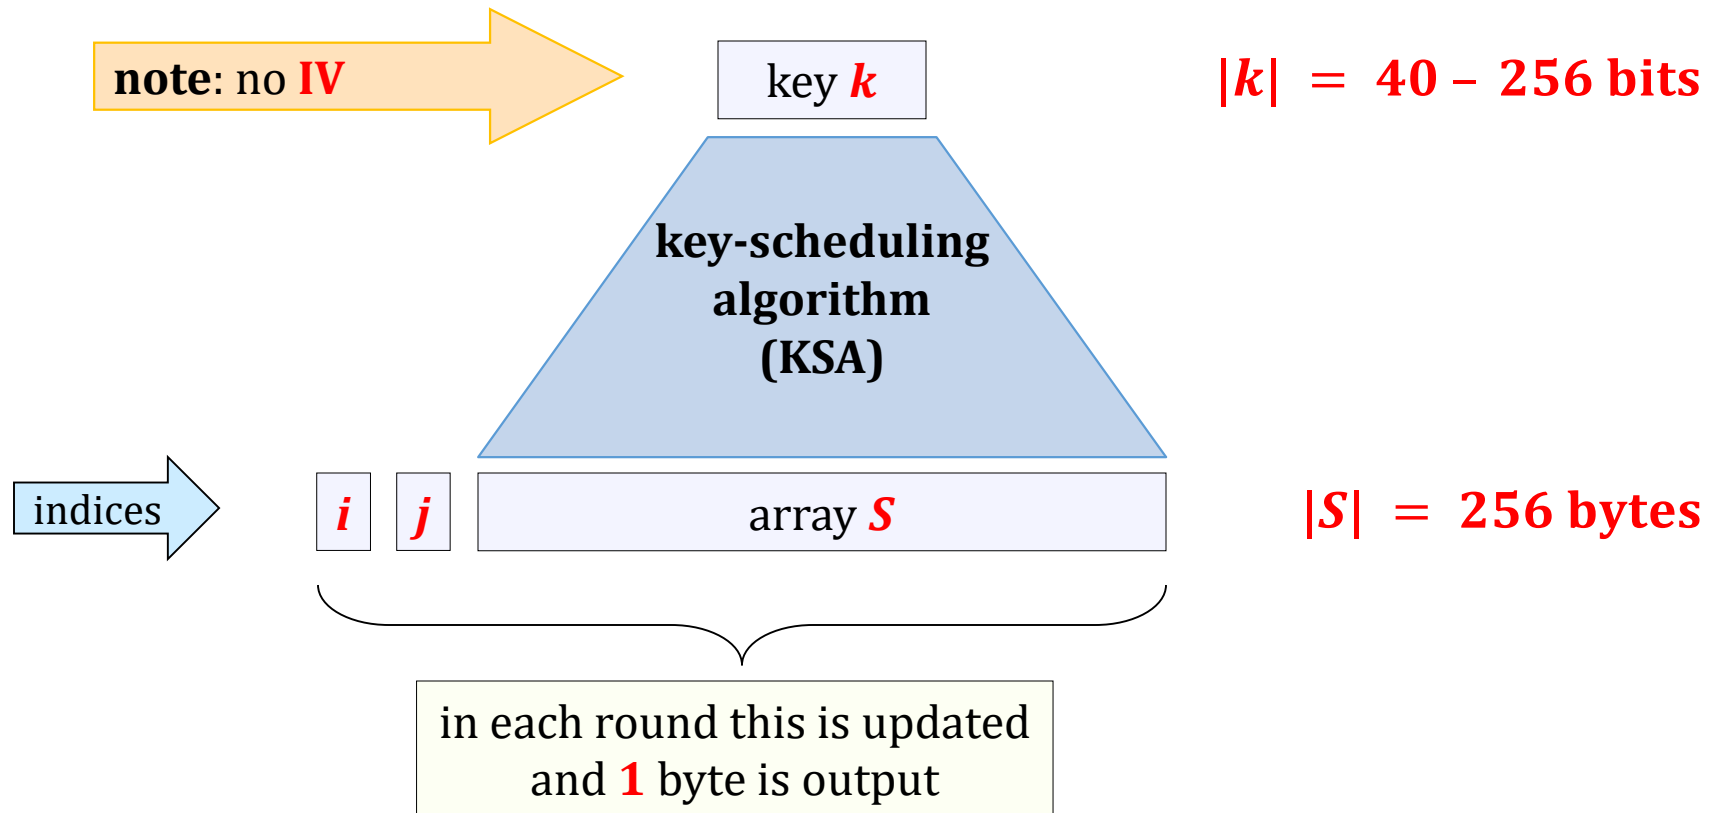 note: no IV
key k
|k| = 40 – 256 bits
key-scheduling
algorithm
(KSA)
indices
i
j
array S
|S| = 256 bytes
in each round this is updated
and 1 byte is output